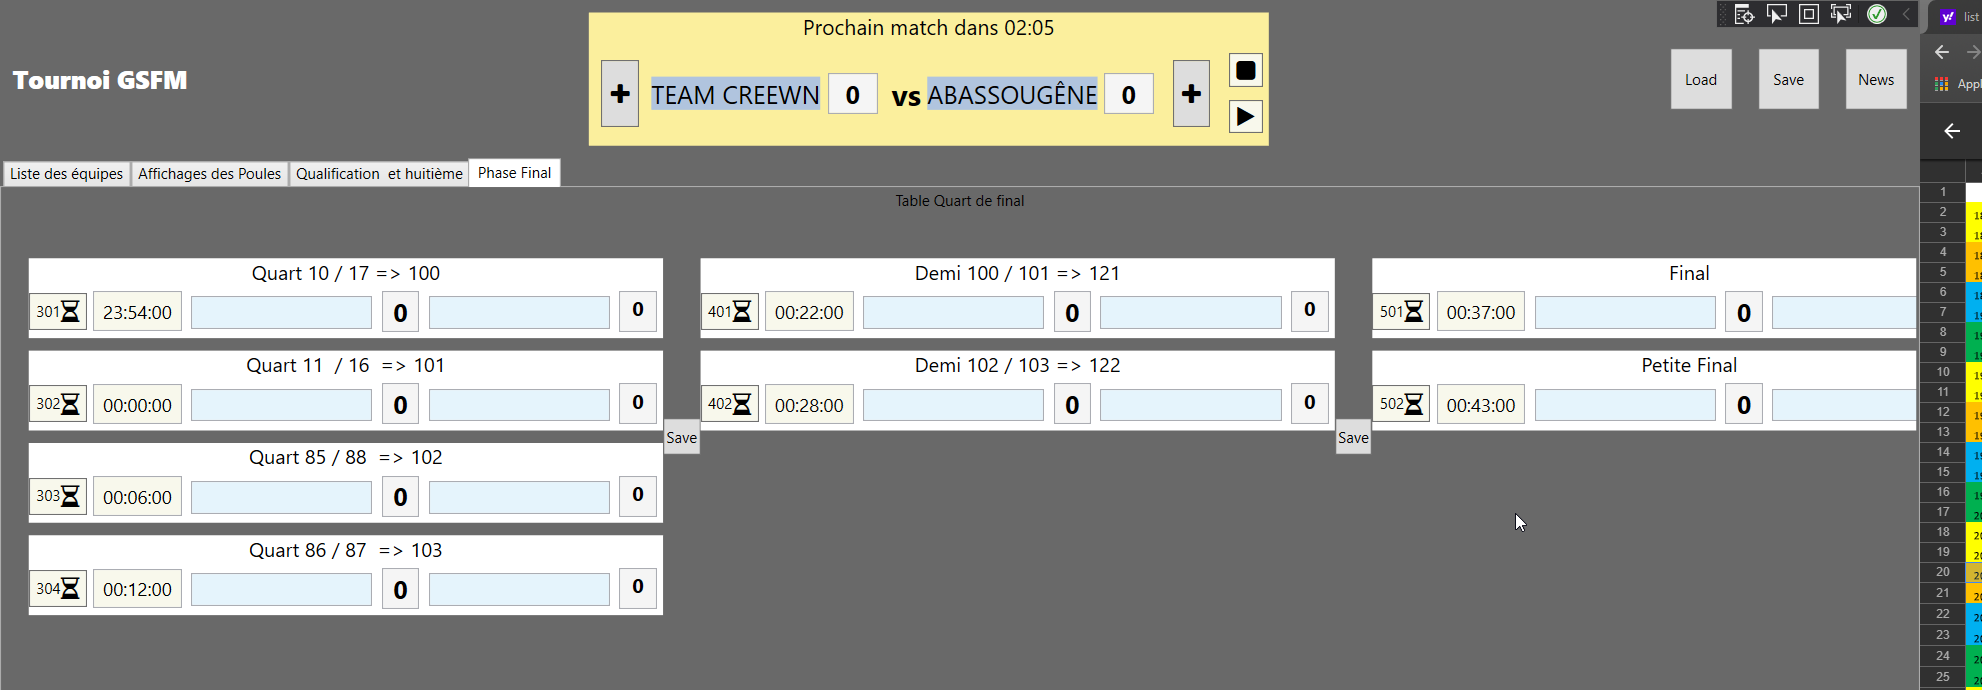 Prochain match dans 02:05
Tournoi GSFM
+ TEAM CREEWN 0 vs ABASSOUGÊNE 0 +
Load Save News
list
Appl
Liste des équipes Affichages des Poules Qualification  et huitième Phase Final
Table Quart de final
Quart 10 / 17 => 100
301 23:54:00 0 0
Quart 11  / 16  => 101
302 00:00:00 0 0
Quart 85 / 88  => 102
303 00:06:00 0 0
Quart 86 / 87  => 103
304 00:12:00 0 0
Save
Demi 100 / 101 => 121
401 00:22:00 0 0
Demi 102 / 103 => 122
402 00:28:00 0 0
Save
Final
501 00:37:00 0
Petite Final
502 00:43:00 0
1
2
3
4
5
6
7
8
9
10
11
12
13
14
15
16
17
18
19
20
21
22
23
24
25